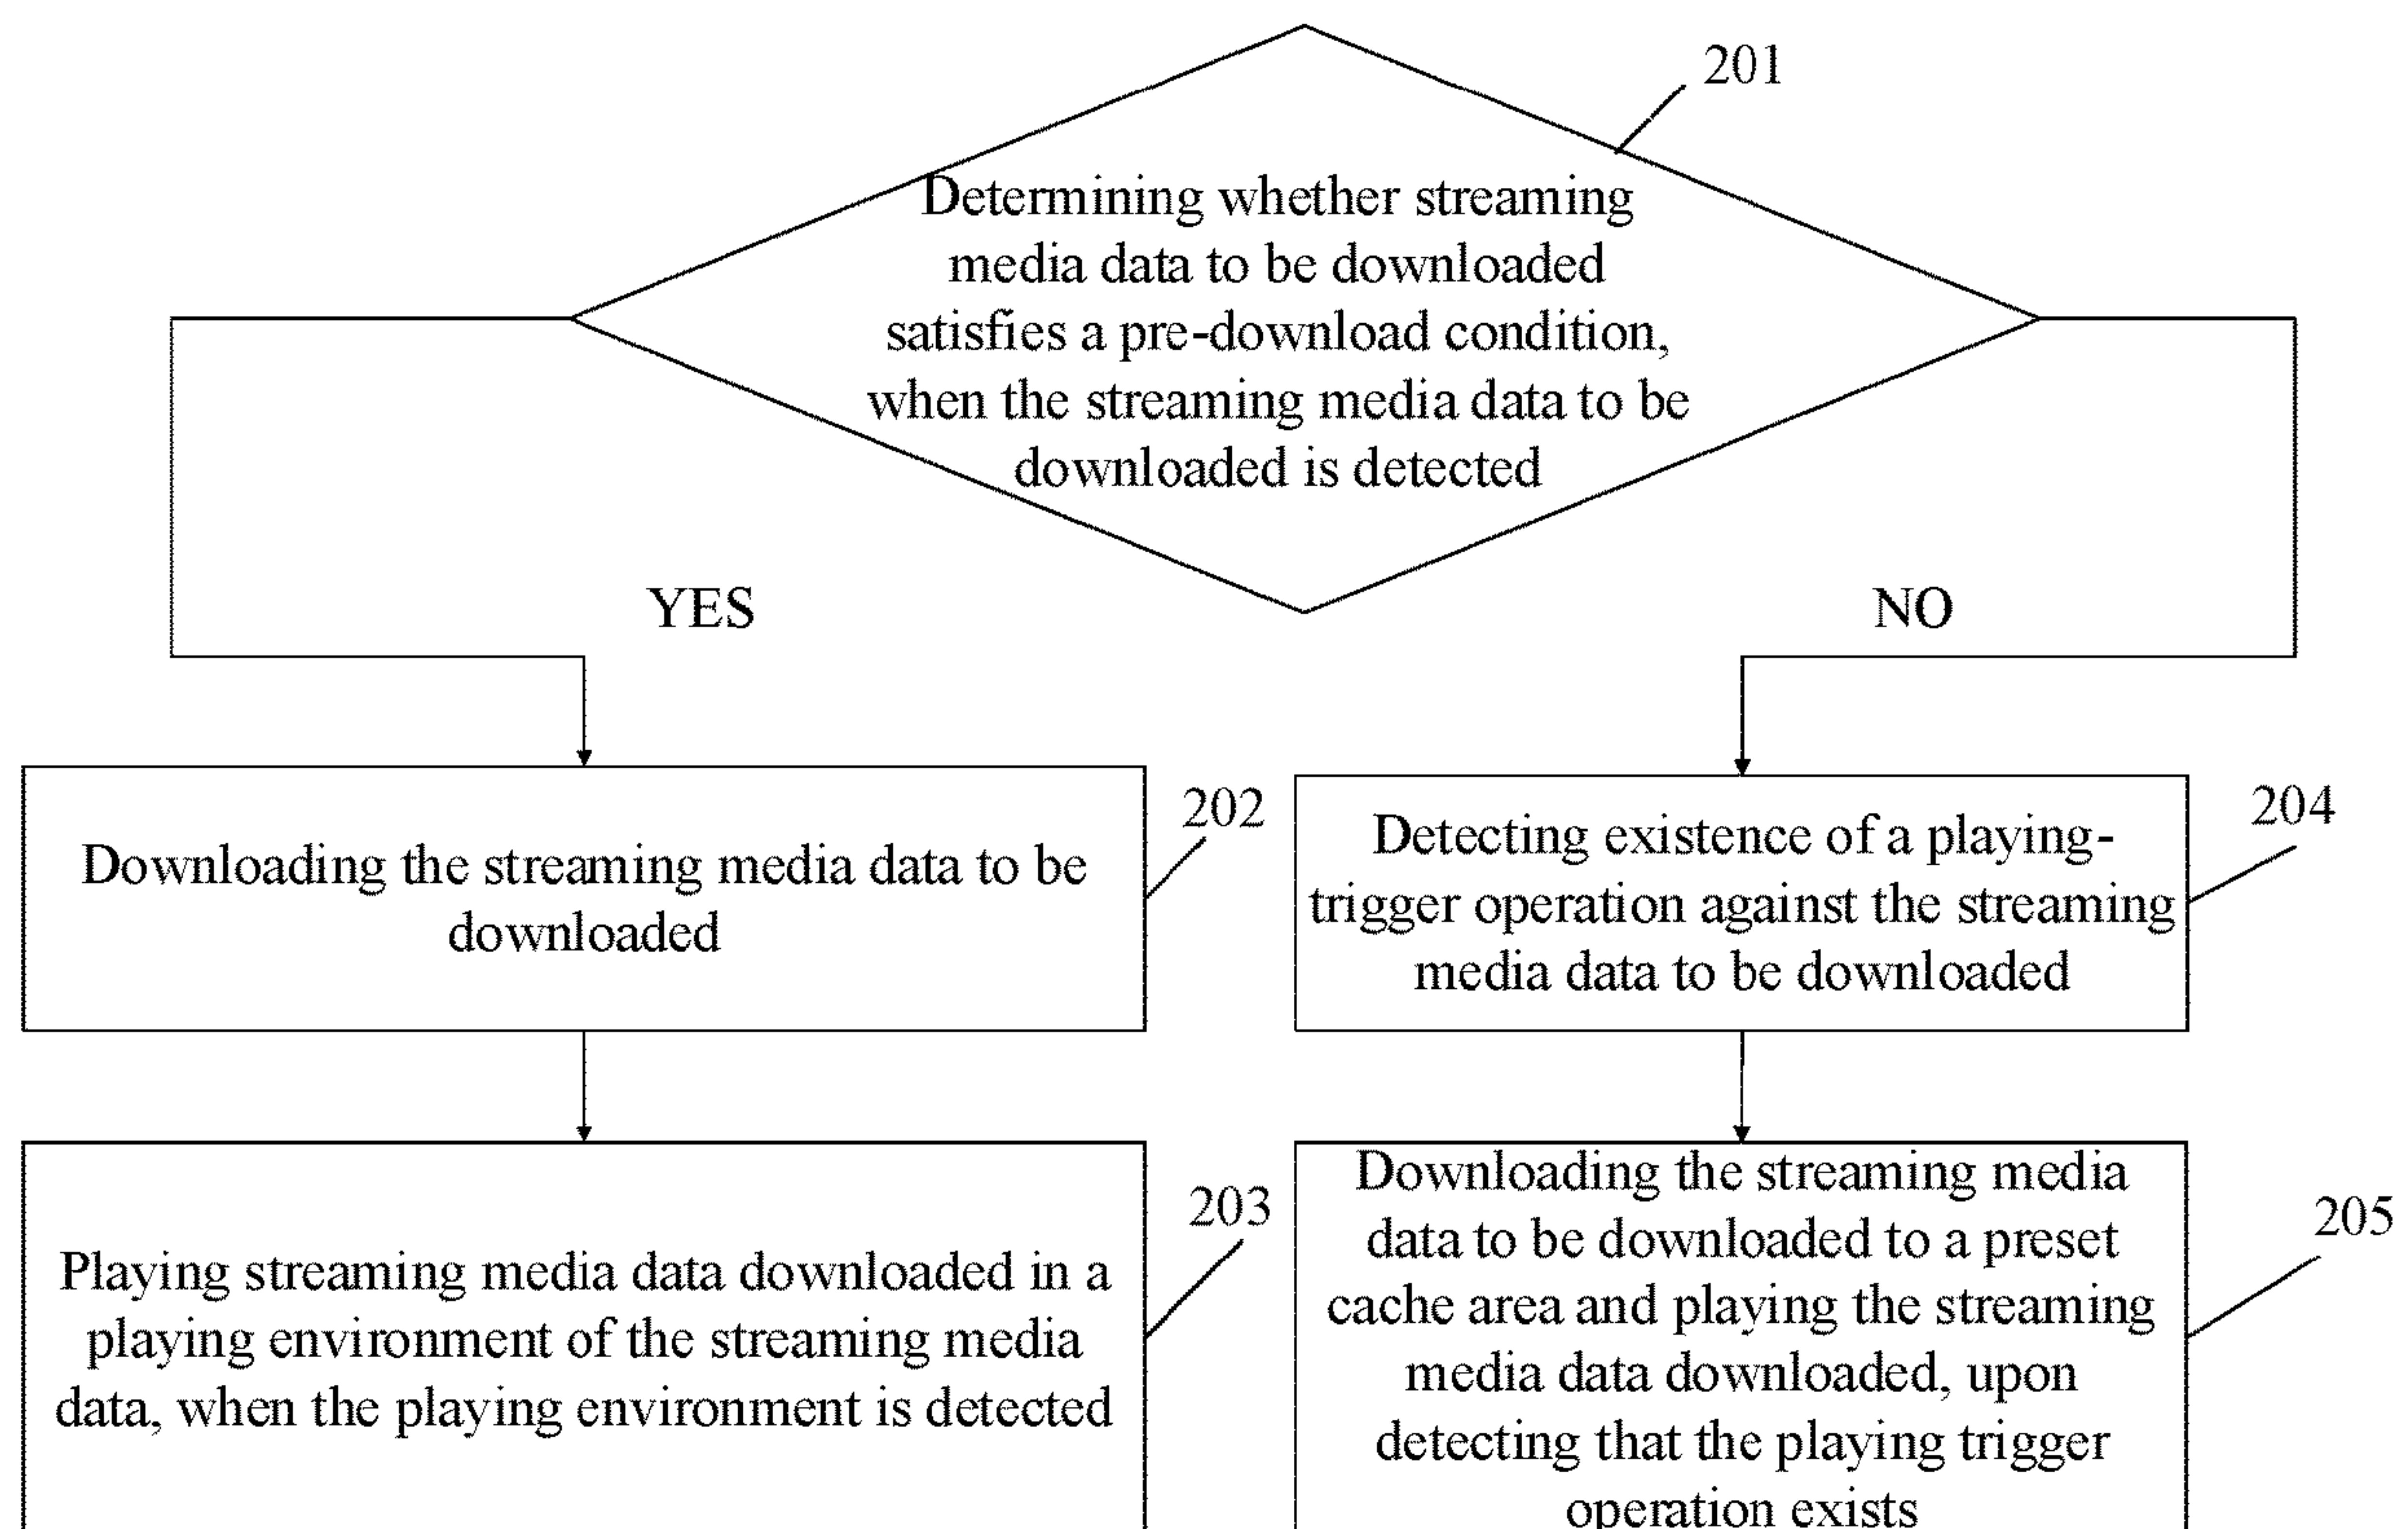 201
Determining whether streaming
media data to be downloaded
satisfies a pre-download condition,
when the streaming media data to be
downloaded is detected
YES
NO
202
Downloading the streaming media data to be
downloaded
204
Detecting existence of a playing-
trigger operation against the streaming
media data to be downloaded
203
Playing streaming media data downloaded in a
playing environment of the streaming media
data, when the playing environment is detected
205
Downloading the streaming media
data to be downloaded to a preset
cache area and playing the streaming
media data downloaded, upon
detecting that the playing trigger
operation exists